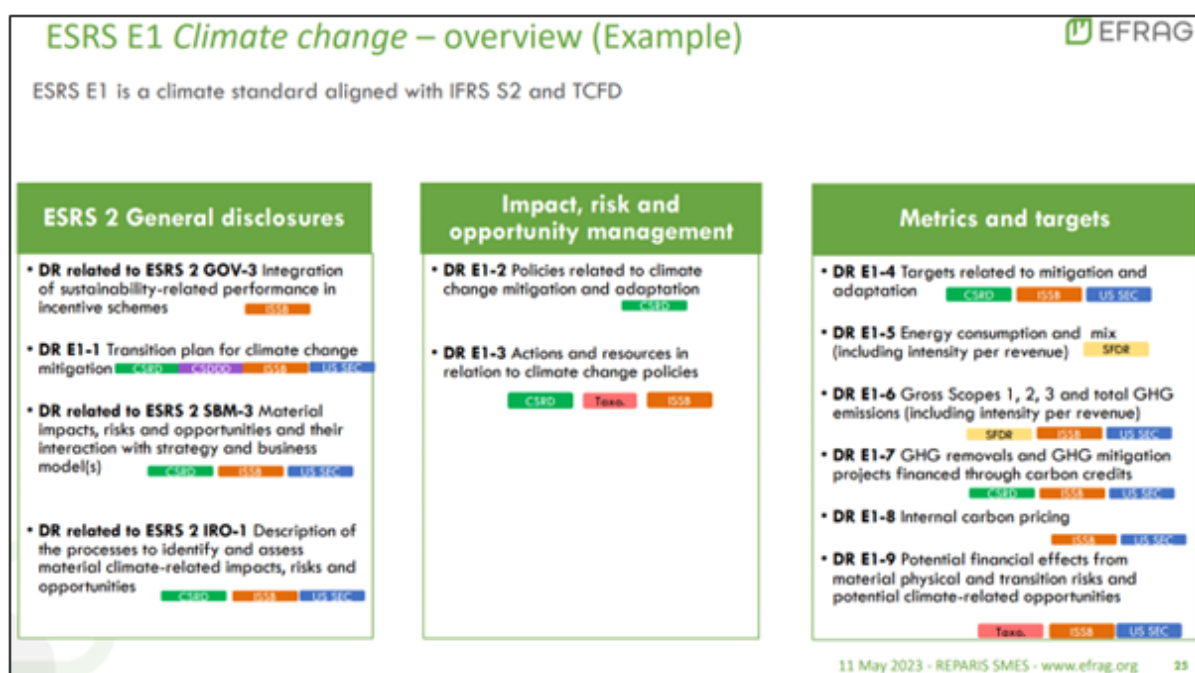 ESRS E1 Climate change – overview (Example)
EFRAG
ESRS E1 is a climate standard aligned with IFRS S2 and TCFD
ESRS 2 General disclosures
• DR related to ESRS 2 GOV-3 Integration
of sustainability-related performance in
incentive schemes ISSB
• DR E1-1 Transition plan for climate change
mitigation CSRD CSDDD ISSB US SEC
• DR related to ESRS 2 SBM-3 Material
impacts, risks and opportunities and their
interaction with strategy and business
model(s) CSRD ISSB US SEC
• DR related to ESRS 2 IRO-1 Description of
the processes to identify and assess
material climate-related impacts, risks and
opportunities CSRD ISSB US SEC
Impact, risk and
opportunity management
• DR E1-2 Policies related to climate
change mitigation and adaptation
CSRD
• DR E1-3 Actions and resources in
relation to climate change policies
CSRD Taxo. ISSB
Metrics and targets
• DR E1-4 Targets related to mitigation and
adaptation CSRD ISSB US SEC
• DR E1-5 Energy consumption and mix
(including intensity per revenue) SFDR
• DR E1-6 Gross Scopes 1, 2, 3 and total GHG
emissions (including intensity per revenue)
SFDR ISSB US SEC
• DR E1-7 GHG removals and GHG mitigation
projects financed through carbon credits
CSRD ISSB US SEC
• DR E1-8 Internal carbon pricing
ISSB US SEC
• DR E1-9 Potential financial effects from
material physical and transition risks and
potential climate-related opportunities
Taxo. ISSB US SEC
11 May 2023 - REPARIS SMES - www.efrag.org 25